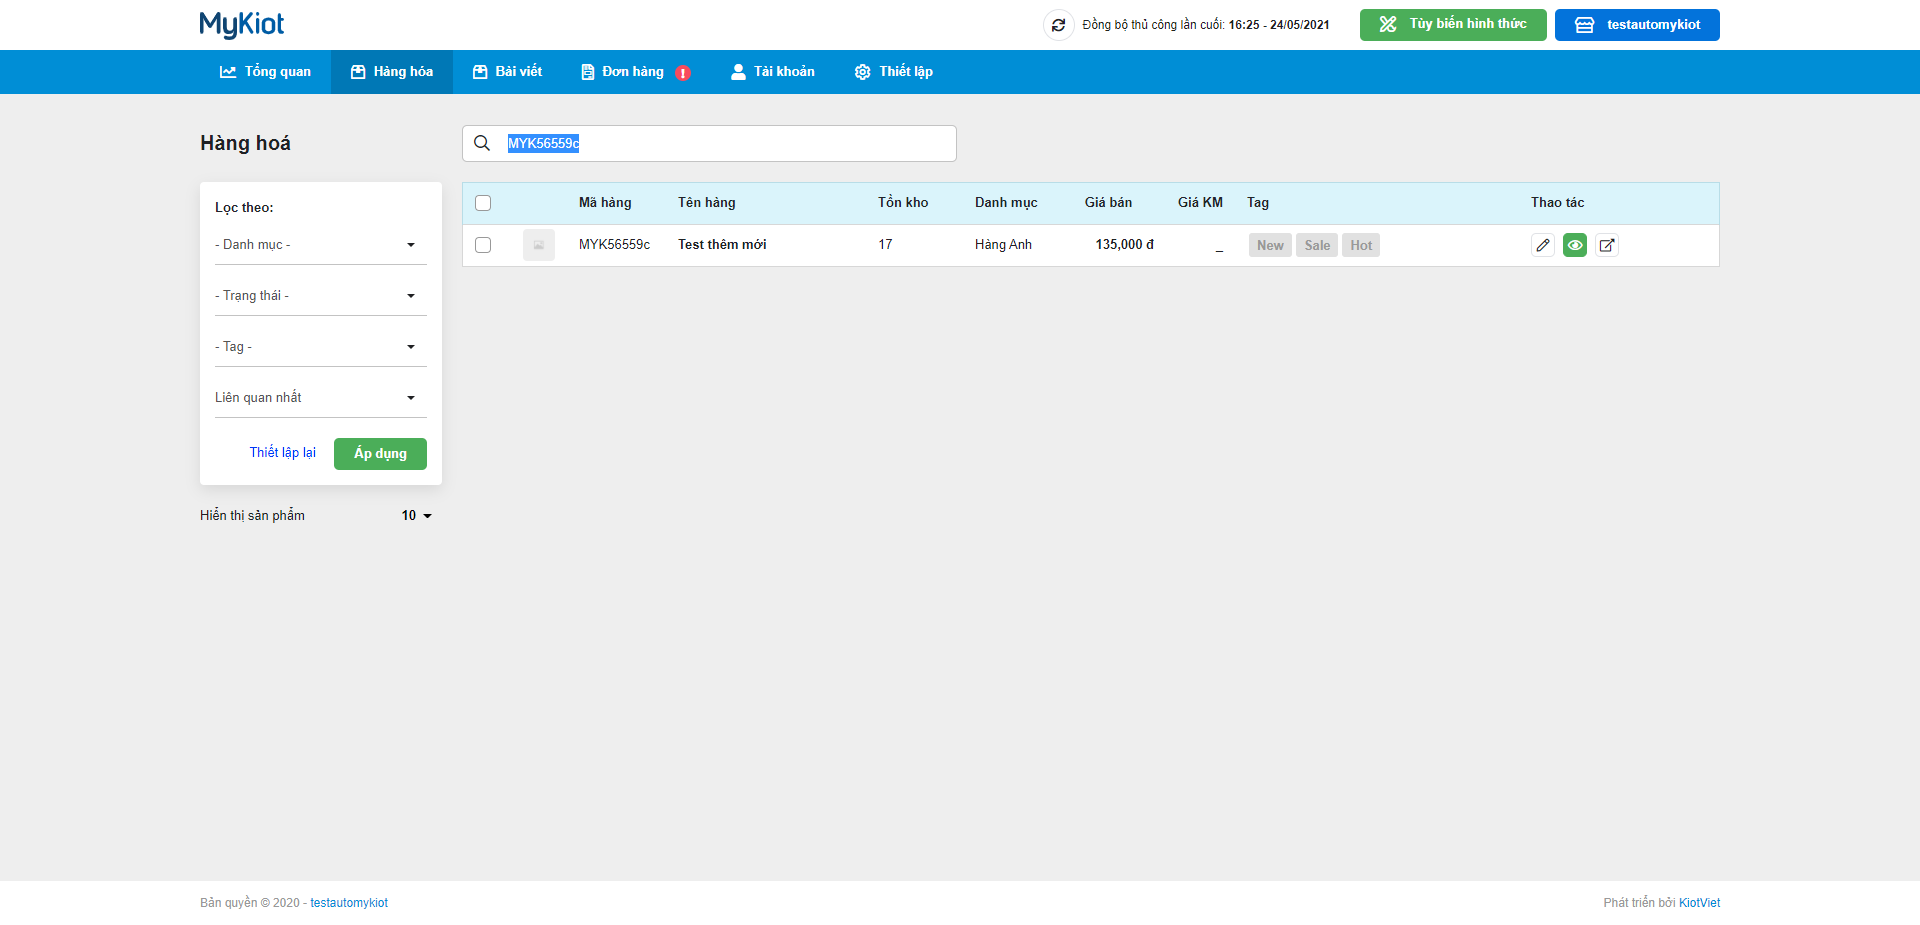 MyKiot
Đồng bộ thủ công lần cuối: 16:25 - 24/05/2021
Tùy biến hình thức
testautomykiot
Tổng quan
Hàng hóa
Bài viết
Đơn hàng
Tài khoản
Thiết lập
Hàng hoá
MYK56559c
Lọc theo:
- Danh mục -
- Trạng thái -
- Tag -
Liên quan nhất
Thiết lập lại
Áp dụng
Hiển thị sản phẩm 10
Mã hàng Tên hàng Tồn kho Danh mục Giá bán Giá KM Tag Thao tác
MYK56559c Test thêm mới 17 Hàng Anh 135,000 đ _ New Sale Hot
Bản quyền © 2020 - testautomykiot
Phát triển bởi KiotViet